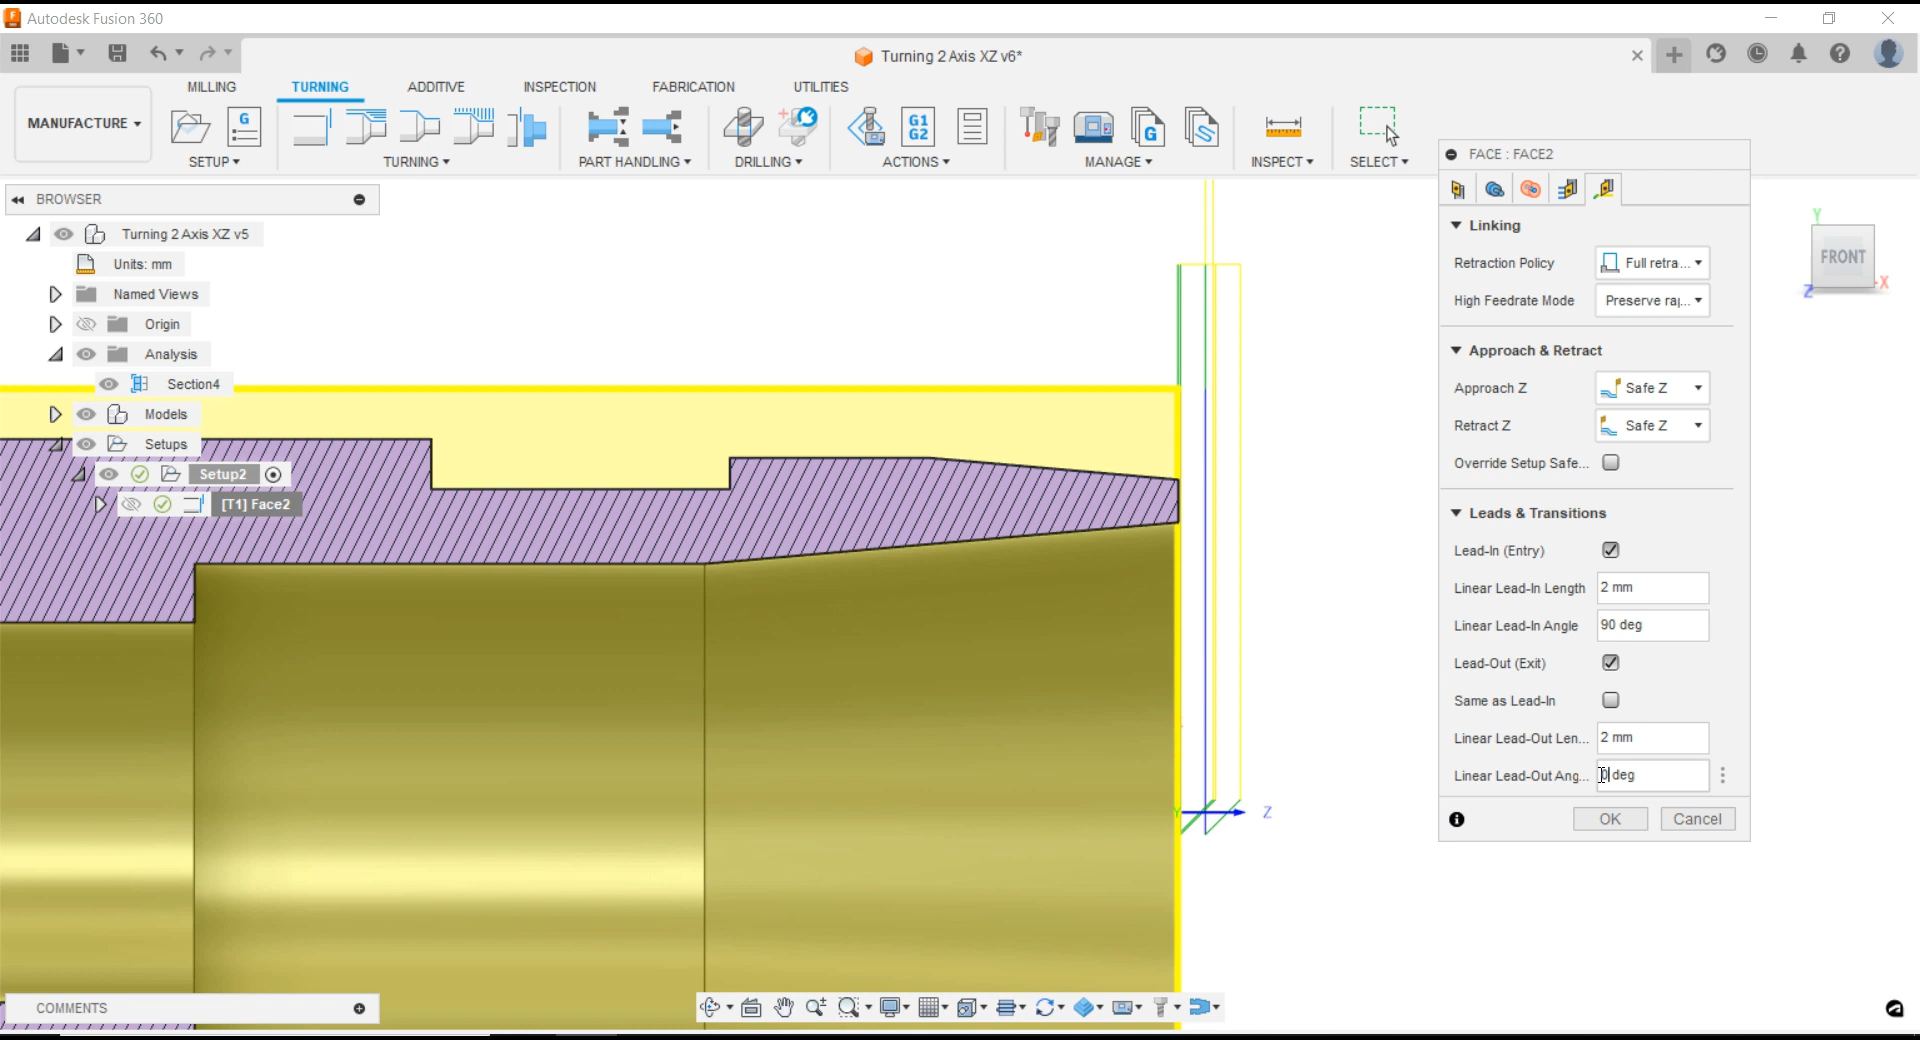 Autodesk Fusion 360
Turning 2 Axis XZ v6*
MILLING TURNING ADDITIVE INSPECTION FABRICATION UTILITIES
MANUFACTURE
G
G1
G2
G
SETUP TURNING PART HANDLING DRILLING ACTIONS MANAGE INSPECT SELECT
BROWSER
Turning 2 Axis XZ v5
Units: mm
Named Views
Origin
Analysis
Section4
Models
Setups
Setup2
[T1] Face2
COMMENTS
Z
FACE : FACE2
Linking
Retraction Policy Full retra...
High Feedrate Mode Preserve raj...
Approach & Retract
Approach Z Safe Z
Retract Z Safe Z
Override Setup Safe...
Leads & Transitions
Lead-In (Entry)
Linear Lead-In Length 2 mm
Linear Lead-In Angle 90 deg
Lead-Out (Exit)
Same as Lead-In
Linear Lead-Out Len... 2 mm
Linear Lead-Out Ang... 0 deg
OK Cancel
Y
FRONT
Z
X